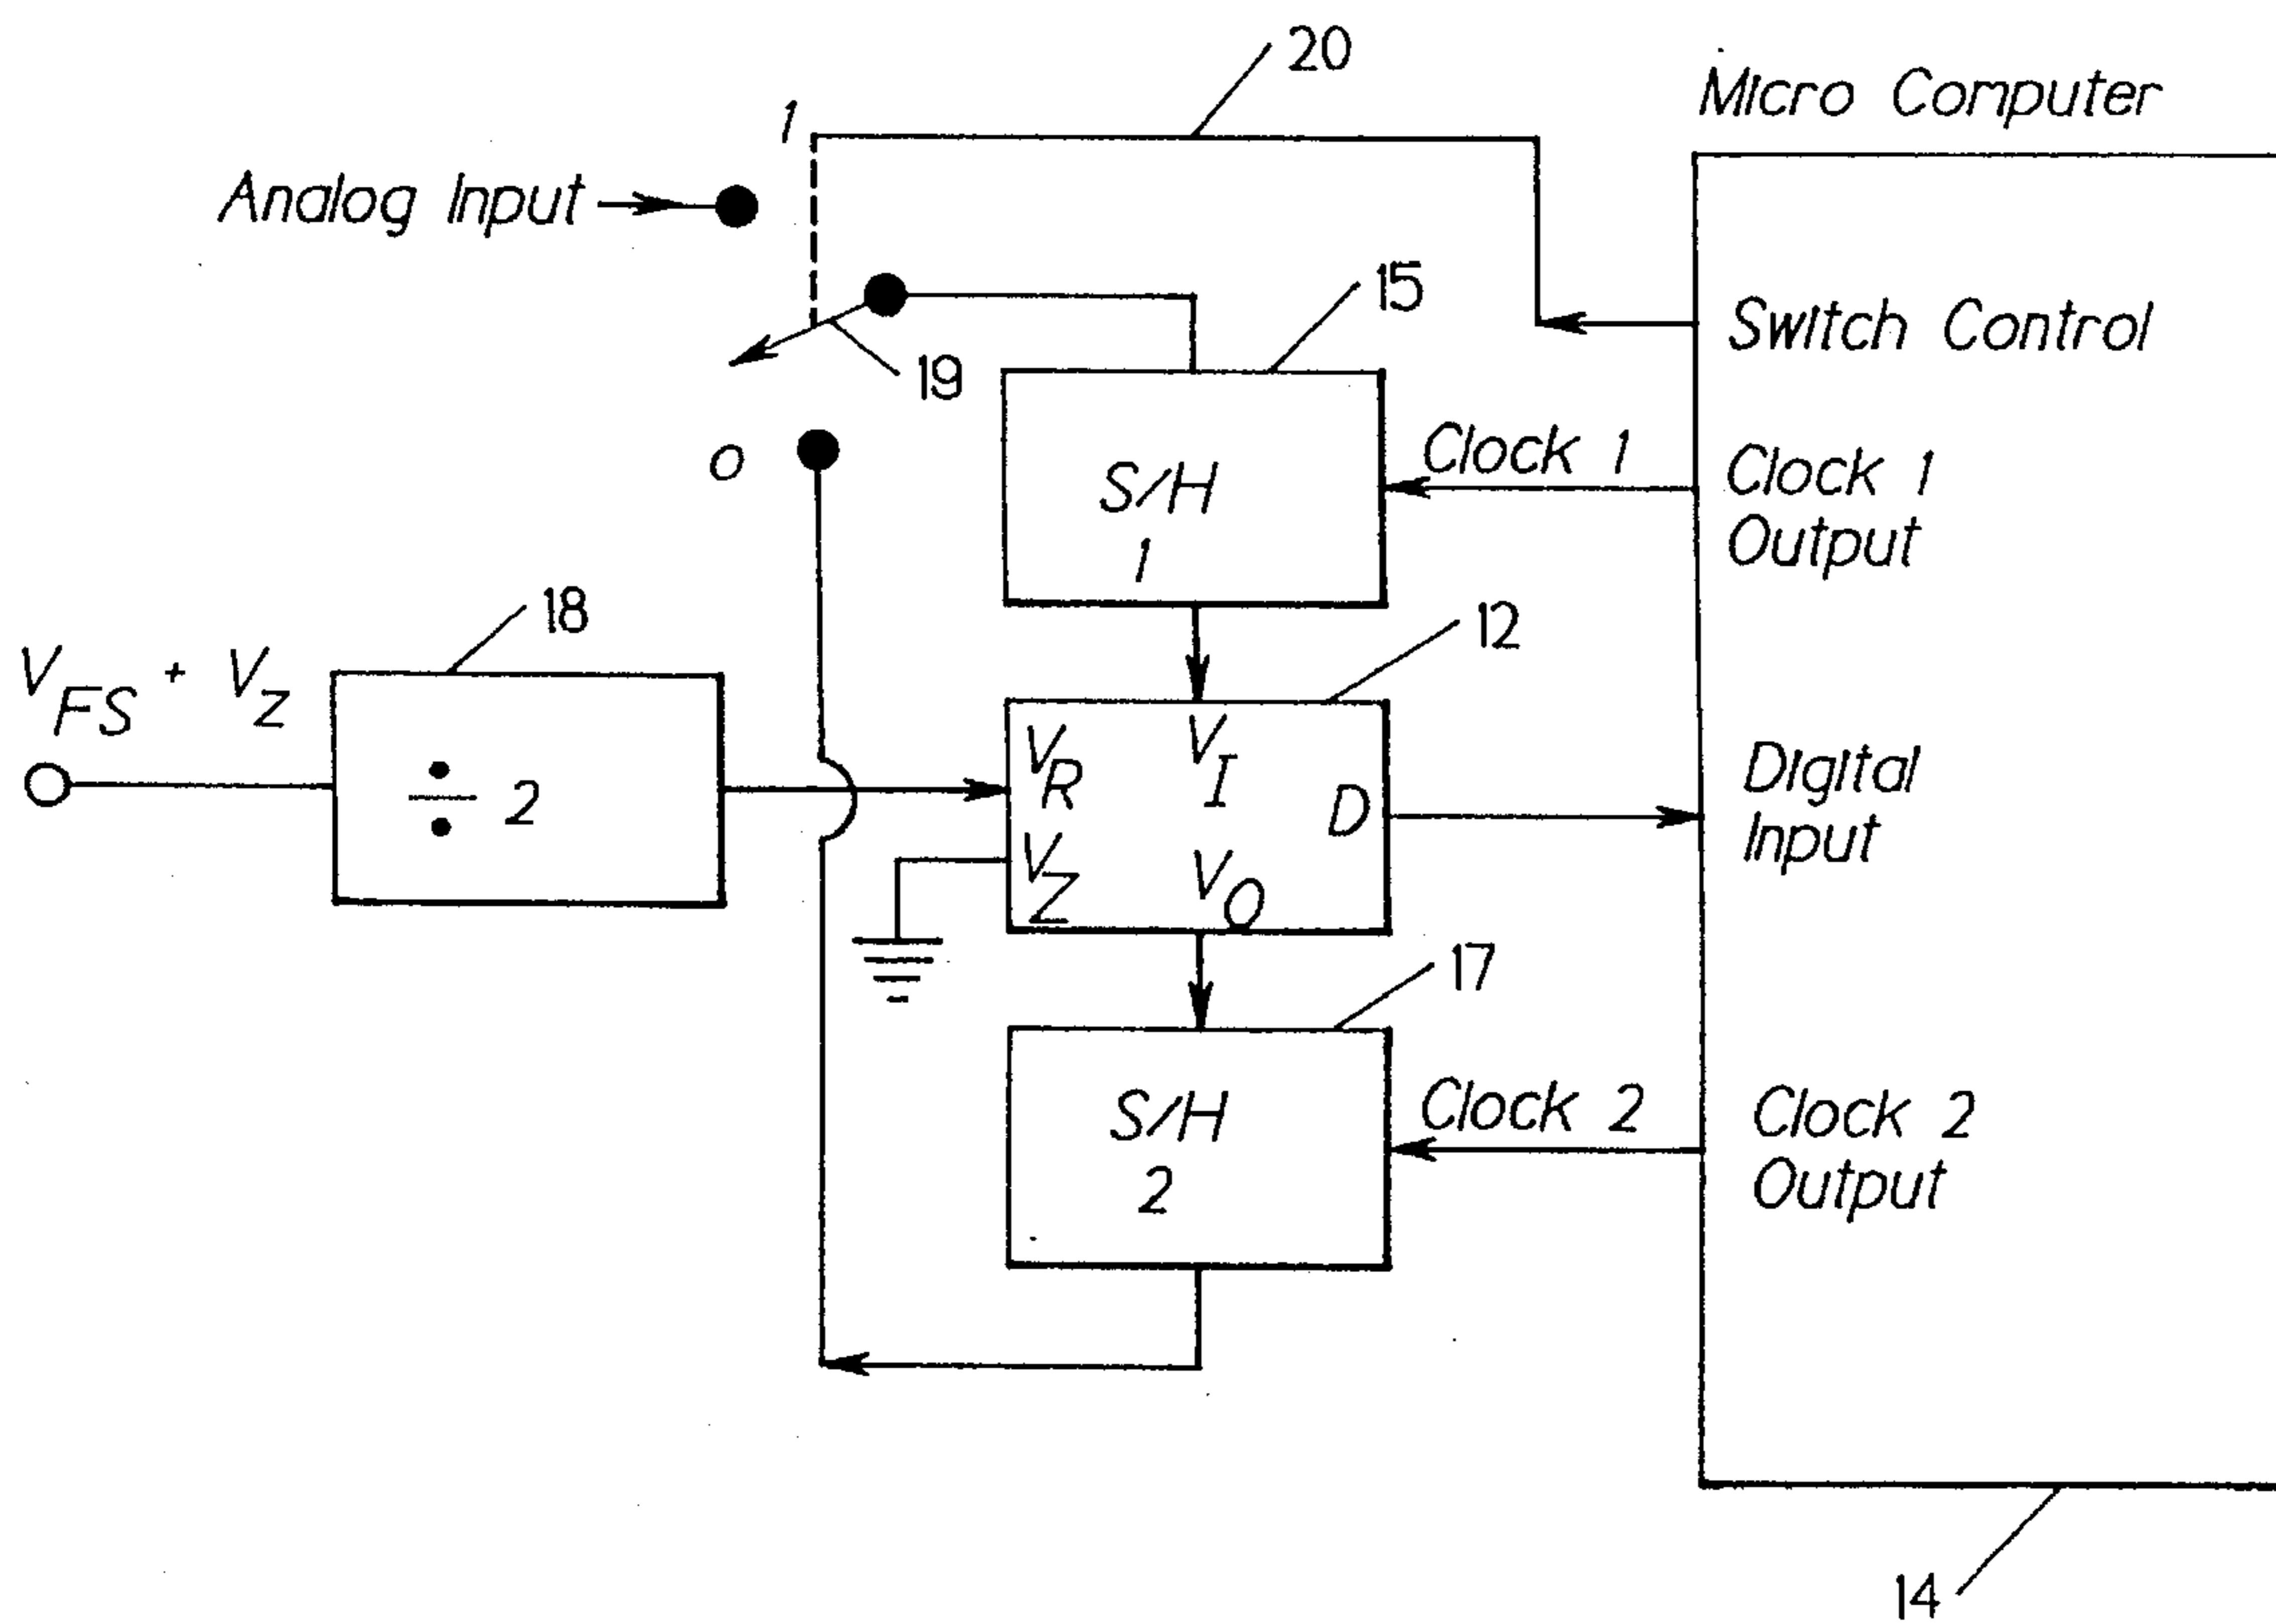 20
Micro Computer
1
Analog Input
15
Switch Control
19
Clock 1
Clock 1
Output
o
S/H
1
18
12
V_FS + V_Z
÷ 2
V_R
V_I
D
V_Z
V_O
Digital
Input
17
S/H
2
Clock 2
Clock 2
Output
14